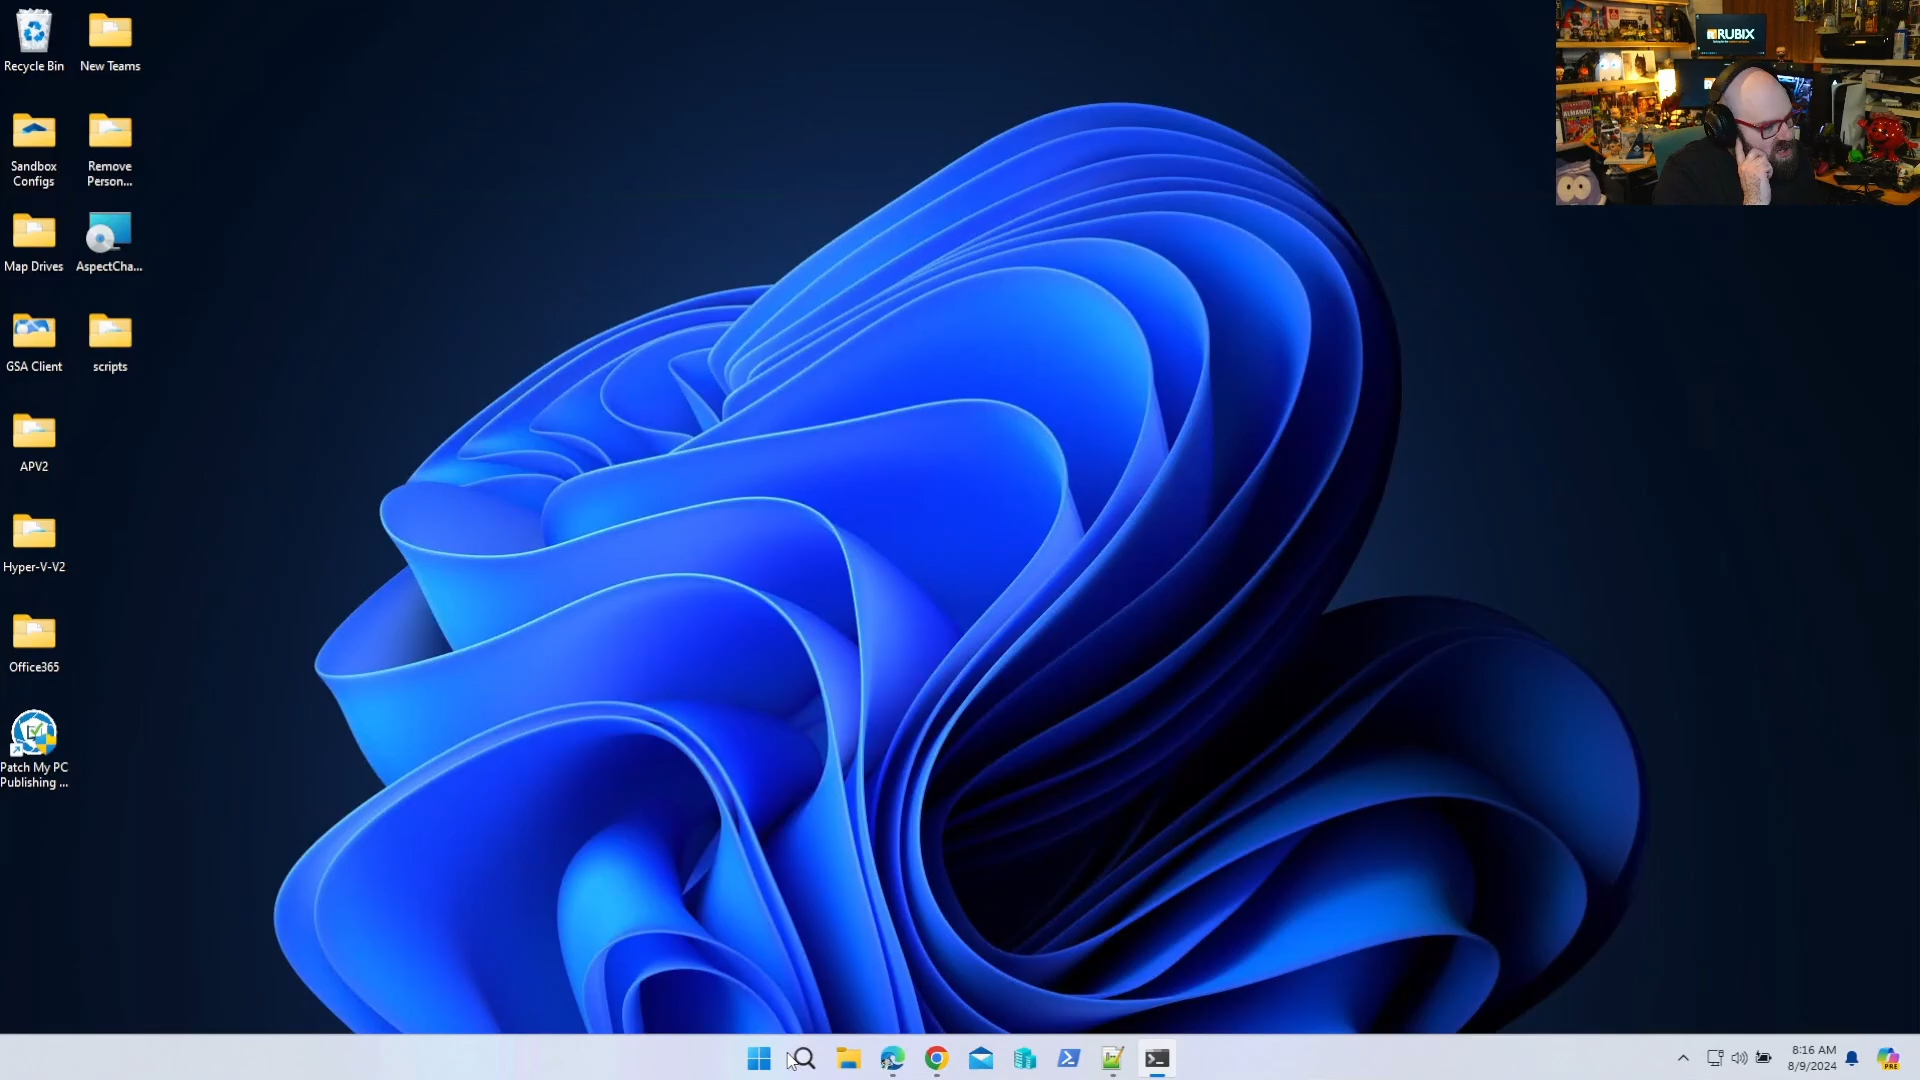 Recycle Bin
New Teams
Sandbox
Configs
Remove
Person...
Map Drives
AspectCha...
GSA Client
scripts
APV2
Hyper-V-V2
Office365
Patch My PC
Publishing ...
RUBIX
8:16 AM
8/9/2024
PRE